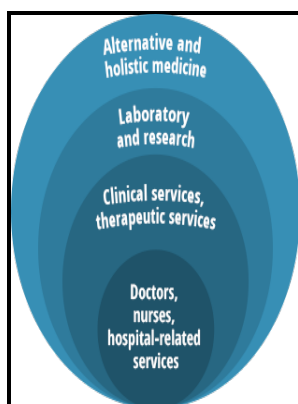 Alternative and
holistic medicine
Laboratory
and research
Clinical services,
therapeutic services
Doctors,
nurses,
hospital-related
services